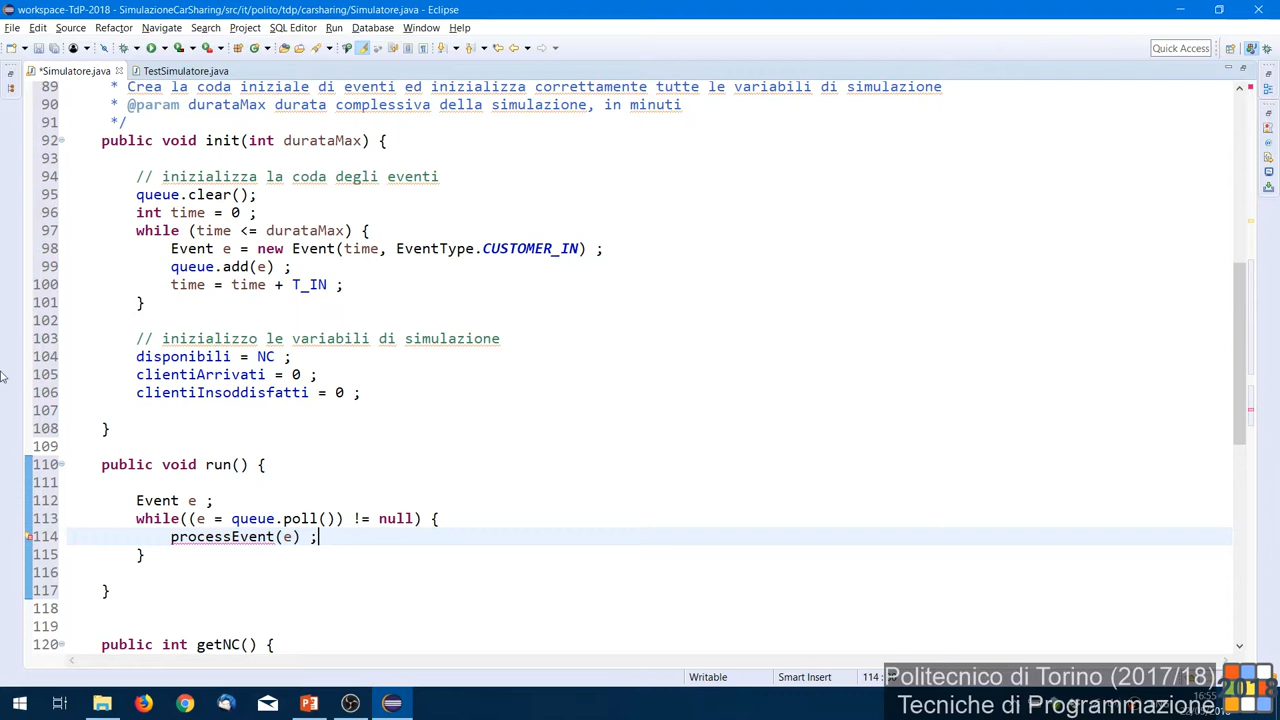 workspace-TdP-2018 - SimulazioneCarSharing/src/it/polito/tdp/carsharing/Simulatore.java - Eclipse
File Edit Source Refactor Navigate Search Project SQL Editor Run Database Window Help
Quick Access
*Simulatore.java TestSimulatore.java
89 * Crea la coda iniziale di eventi ed inizializza correttamente tutte le variabili di simulazione
90 * @param durataMax durata complessiva della simulazione, in minuti
91 */
92 public void init(int durataMax) {
93
94 // inizializza la coda degli eventi
95 queue.clear();
96 int time = 0 ;
97 while (time <= durataMax) {
98 Event e = new Event(time, EventType.CUSTOMER_IN) ;
99 queue.add(e) ;
100 time = time + T_IN ;
101 }
102
103 // inizializzo le variabili di simulazione
104 disponibili = NC ;
105 clientiArrivati = 0 ;
106 clientiInsoddisfatti = 0 ;
107
108 }
109
110 public void run() {
111
112 Event e ;
113 while((e = queue.poll()) != null) {
114 processEvent(e) ;
115 }
116
117 }
118
119
120 public int getNC() {
Writable Smart Insert 114 :
Politecnico di Torino (2017/18)
16:55
2018
Tecniche di Programmazione